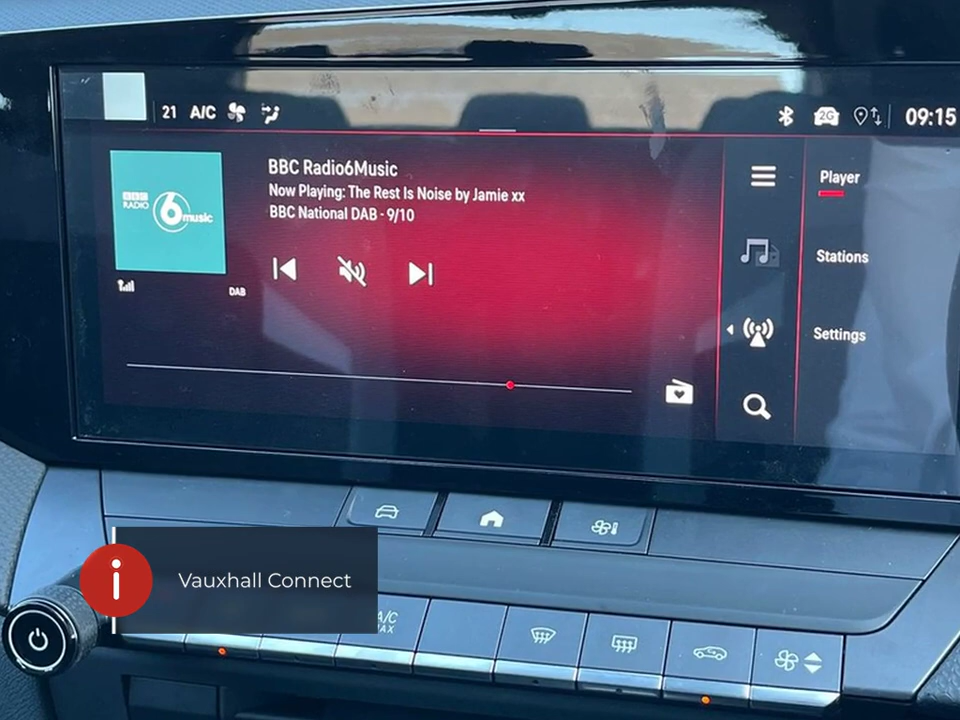 21 A/C
2G
09:15
BBC Radio6Music
Now Playing: The Rest Is Noise by Jamie xx
BBC National DAB - 9/10
BBC
RADIO
6
music
DAB
Player
Stations
Settings
Vauxhall Connect
A/C
MAX